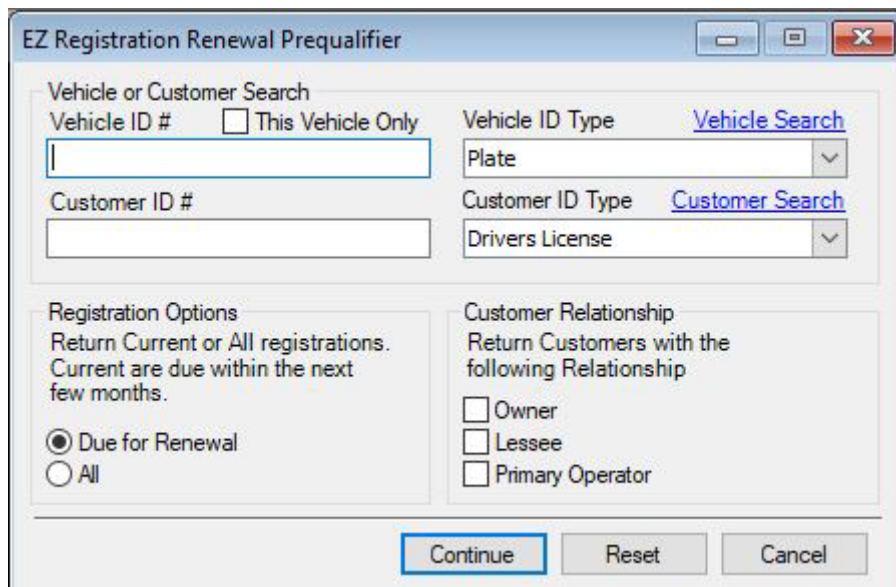 EZ Registration Renewal Prequalifier
Vehicle or Customer Search
Vehicle ID # This Vehicle Only
Vehicle ID Type Vehicle Search
Plate
Customer ID #
Customer ID Type Customer Search
Drivers License
Registration Options
Return Current or All registrations.
Current are due within the next
few months.
Due for Renewal
All
Customer Relationship
Return Customers with the
following Relationship
Owner
Lessee
Primary Operator
Continue Reset Cancel